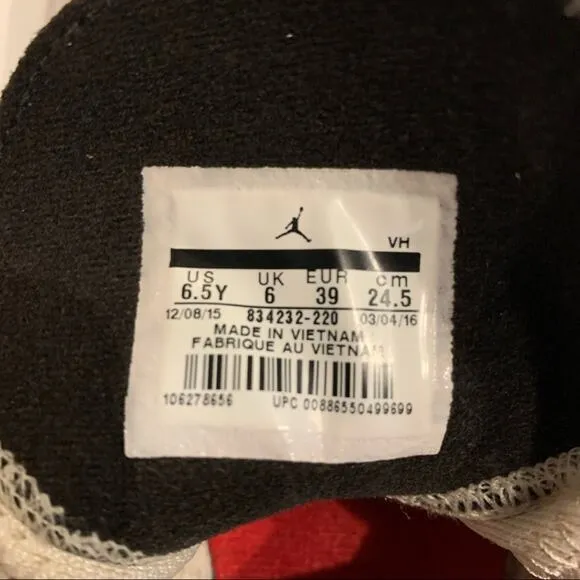 VH
US UK EUR cm
6.5Y 6 39 24.5
12/08/15 834232-220 03/04/16
MADE IN VIETNAM
FABRIQUE AU VIETNAM
106278656 UPC 00886550499699